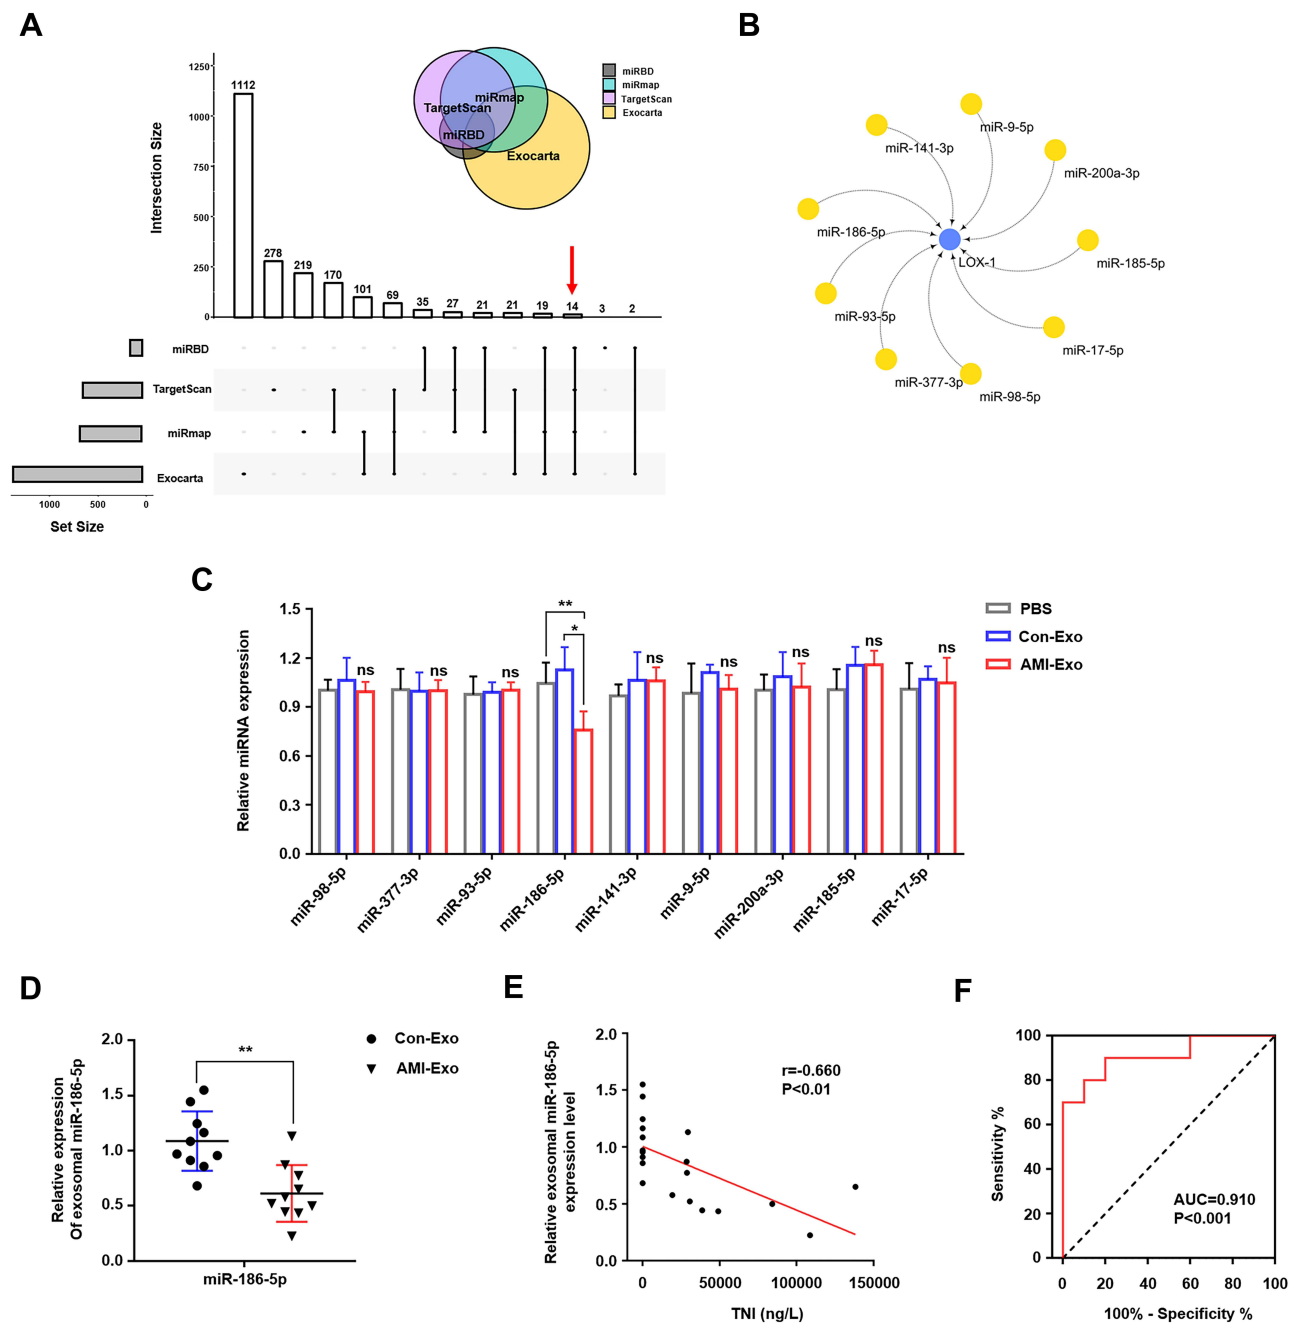 A
B
1250
1000
750
500
250
0
Intersection Size
1112
278
219
170
101
69
35
27
21
21
19
14
3
2
TargetScan
miRmap
miRBD
Exocarta
miRBD
miRmap
TargetScan
Exocarta
miRBD
TargetScan
miRmap
Exocarta
1000
500
0
Set Size
miR-9-5p
miR-141-3p
miR-200a-3p
miR-186-5p
LOX-1
miR-185-5p
miR-93-5p
miR-17-5p
miR-377-3p
miR-98-5p
C
Relative miRNA expression
1.5
1.2
0.9
0.6
0.3
0.0
ns
ns
ns
**
*
ns
ns
ns
ns
ns
PBS
Con-Exo
AMI-Exo
miR-98-5p
miR-377-3p
miR-93-5p
miR-186-5p
miR-141-3p
miR-9-5p
miR-200a-3p
miR-185-5p
miR-17-5p
D
Relative expression
Of exosomal miR-186-5p
2.0
1.5
1.0
0.5
0.0
**
Con-Exo
AMI-Exo
miR-186-5p
E
Relative exosomal miR-186-5p
expression level
2.0
1.5
1.0
0.5
0.0
r=-0.660
P<0.01
0
50000
100000
150000
TNI (ng/L)
F
Sensitivity %
100
80
60
40
20
0
AUC=0.910
P<0.001
0
20
40
60
80
100
100% - Specificity %